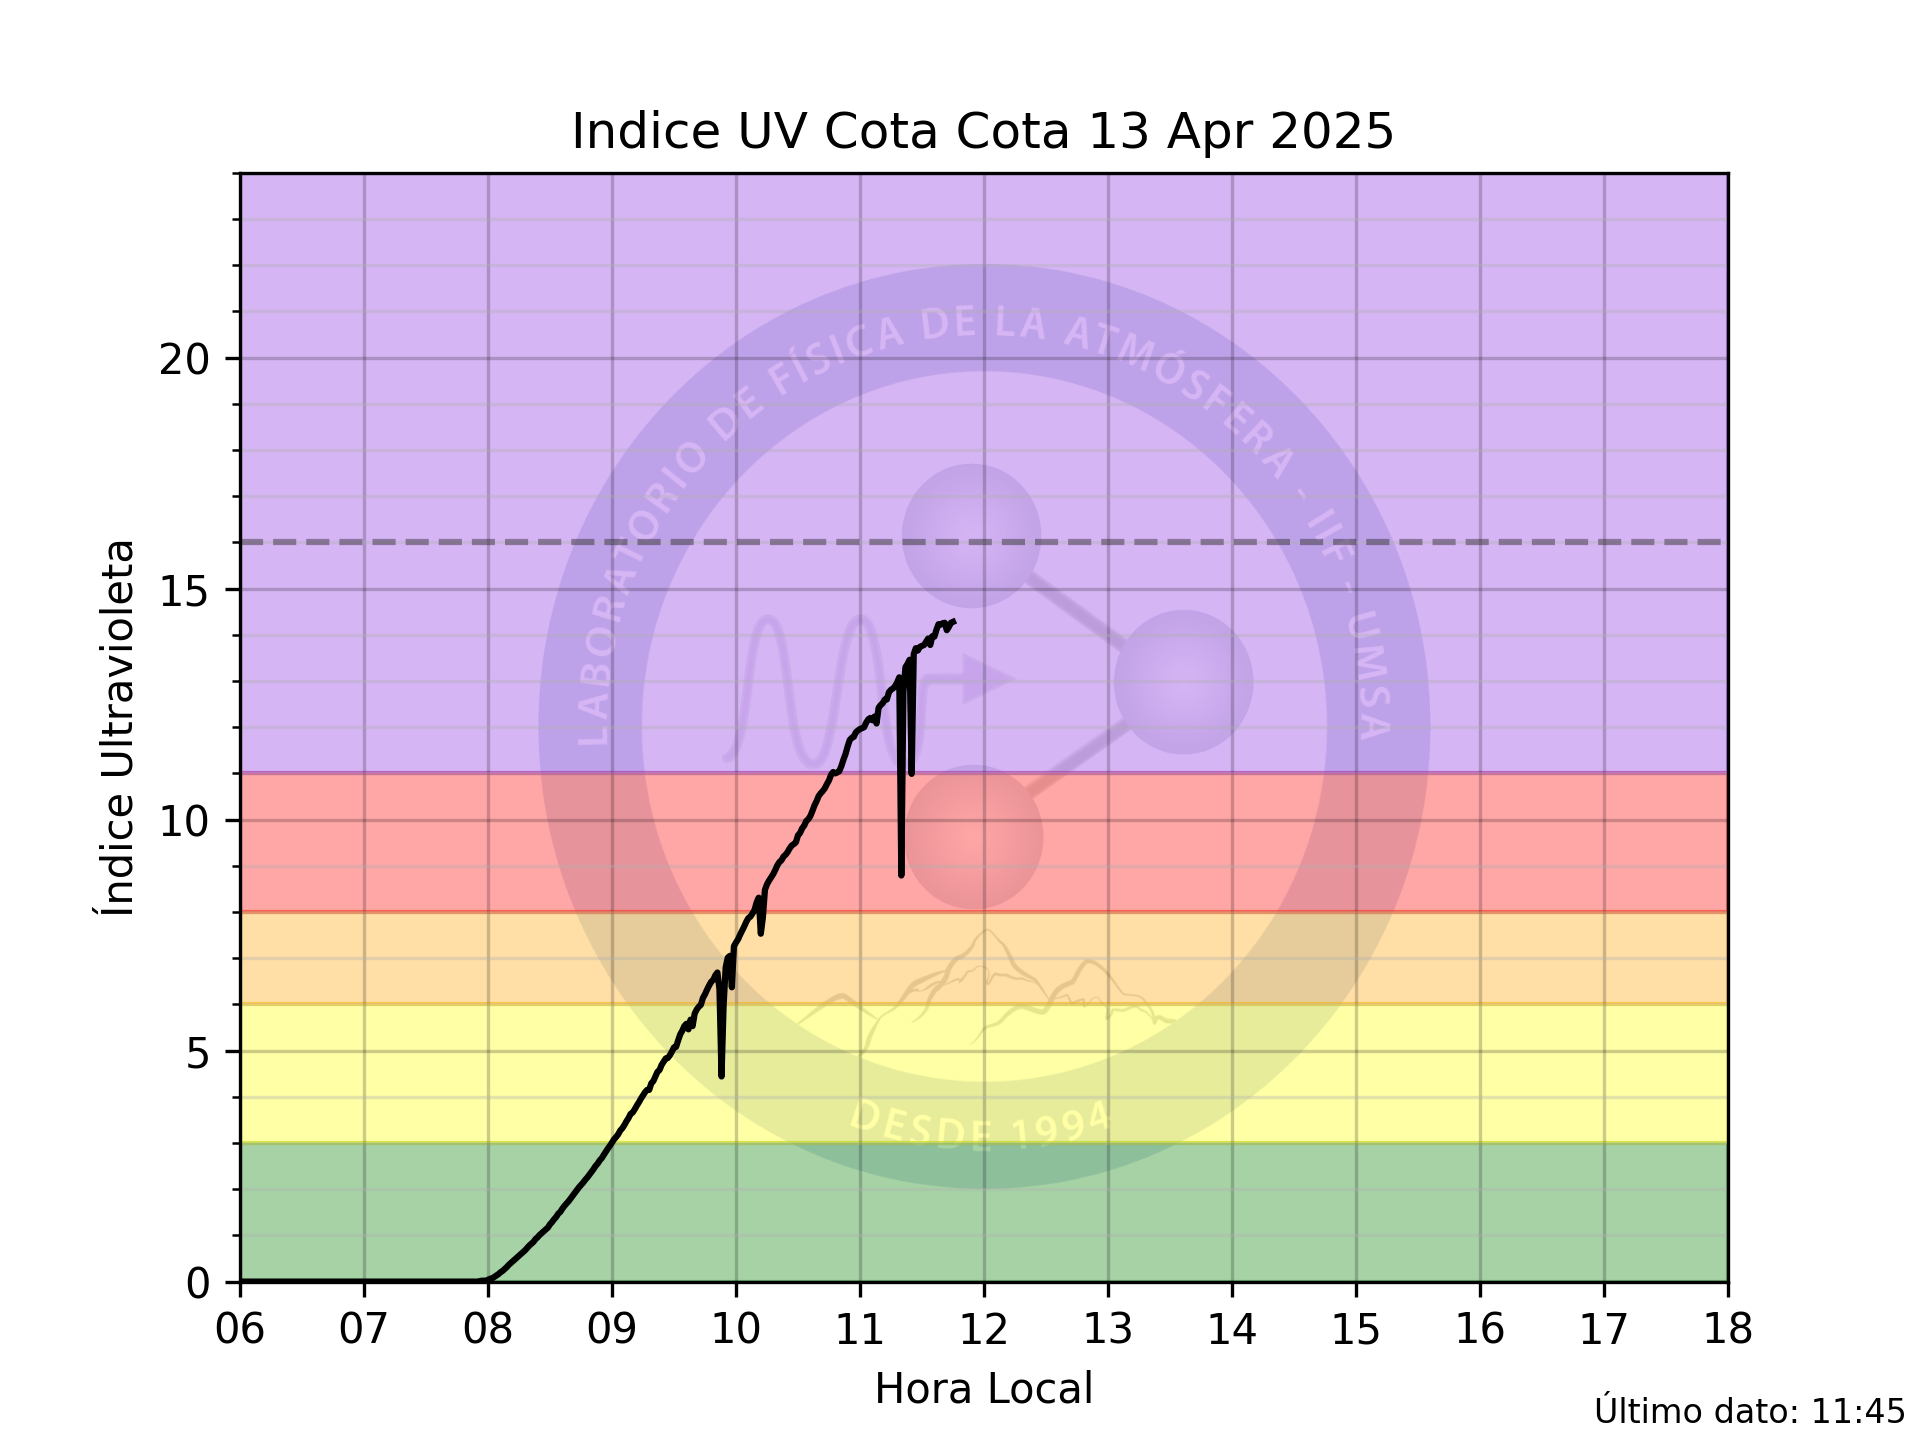 Indice UV Cota Cota 13 Apr 2025
Índice Ultravioleta
20
15
10
5
0
LABORATORIO DE FÍSICA DE LA ATMÓSFERA - IIF - UMSA
DESDE 1994
06 07 08 09 10 11 12 13 14 15 16 17 18
Hora Local
Último dato: 11:45